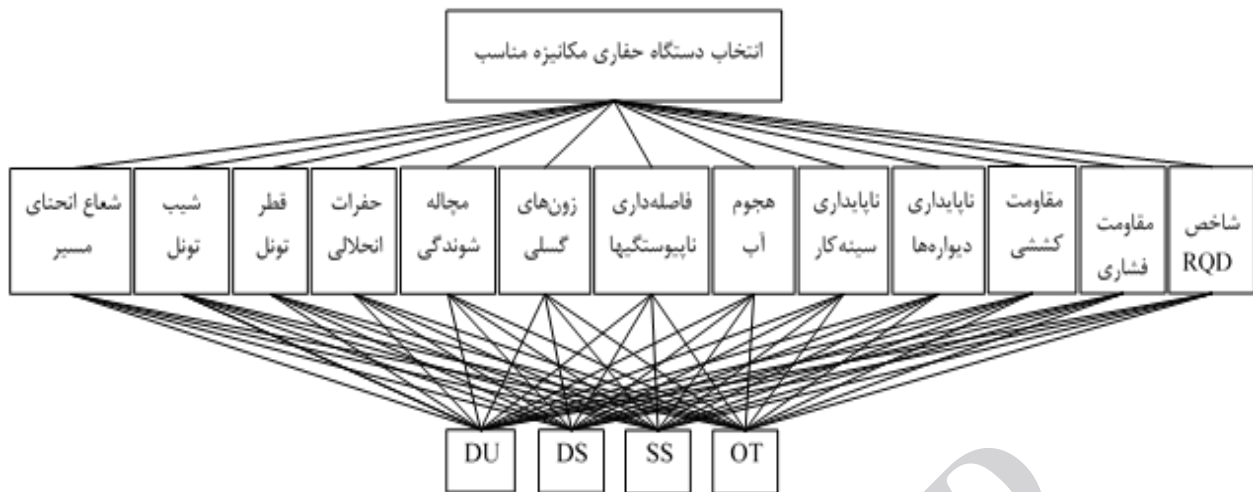 انتخاب دستگاه حفاری مکانیزه مناسب
شاخص
RQD
مقاومت
فشاری
مقاومت
کششی
ناپایداری
دیواره‌ها
ناپایداری
سینه‌کار
هجوم
آب
فاصله‌داری
ناپیوستگیها
زون‌های
گسلی
مچاله
شوندگی
حفرات
انحلالی
قطر
تونل
شیب
تونل
شعاع انحنای
مسیر
DU
DS
SS
OT